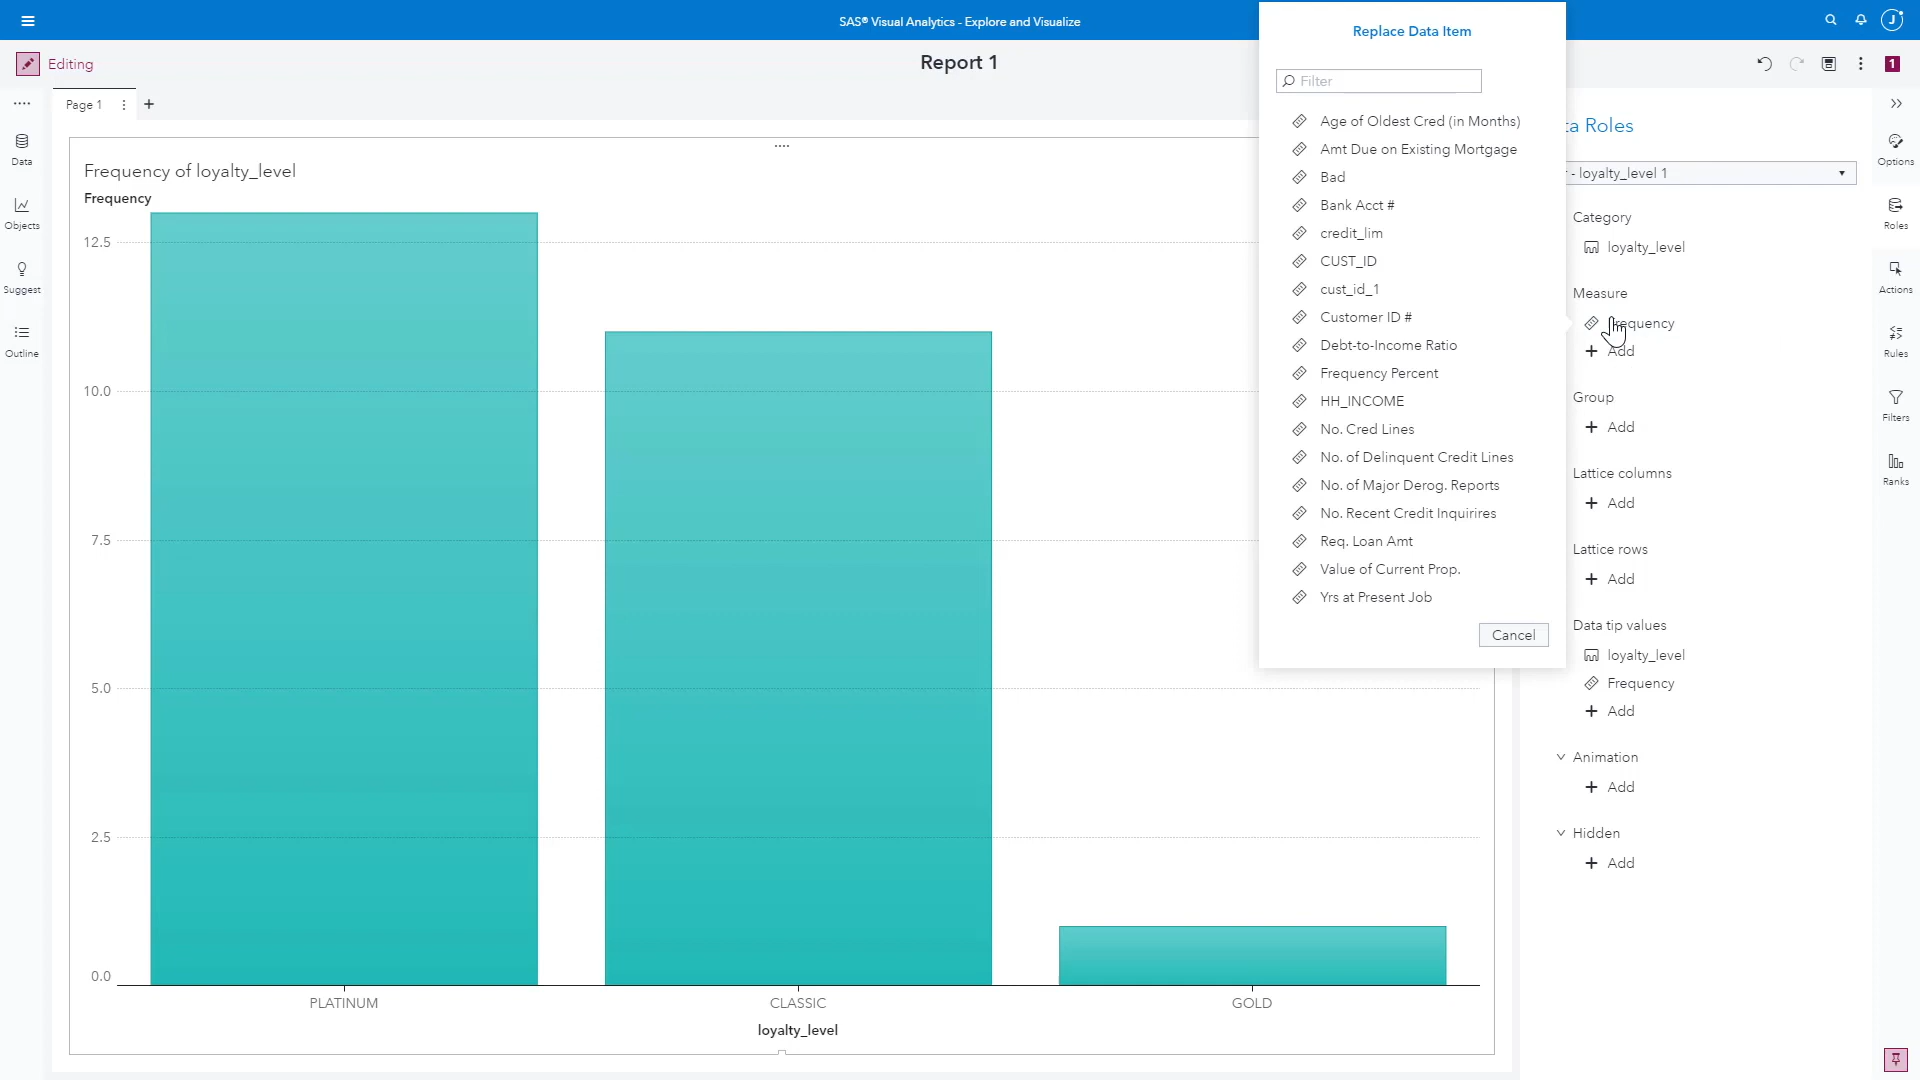 SAS® Visual Analytics - Explore and Visualize
J
Editing
Report 1
1
Page 1
Data
Objects
Suggest
Outline
Frequency of loyalty_level
Frequency
12.5
10.0
7.5
5.0
2.5
0.0
PLATINUM
CLASSIC
GOLD
loyalty_level
Replace Data Item
Filter
Age of Oldest Cred (in Months)
Amt Due on Existing Mortgage
Bad
Bank Acct #
credit_lim
CUST_ID
cust_id_1
Customer ID #
Debt-to-Income Ratio
Frequency Percent
HH_INCOME
No. Cred Lines
No. of Delinquent Credit Lines
No. of Major Derog. Reports
No. Recent Credit Inquirires
Req. Loan Amt
Value of Current Prop.
Yrs at Present Job
Cancel
ta Roles
r - loyalty_level 1
Category
loyalty_level
Measure
Frequency
Add
Group
Add
Lattice columns
Add
Lattice rows
Add
Data tip values
loyalty_level
Frequency
Add
Animation
Add
Hidden
Add
Options
Roles
Actions
Rules
Filters
Ranks